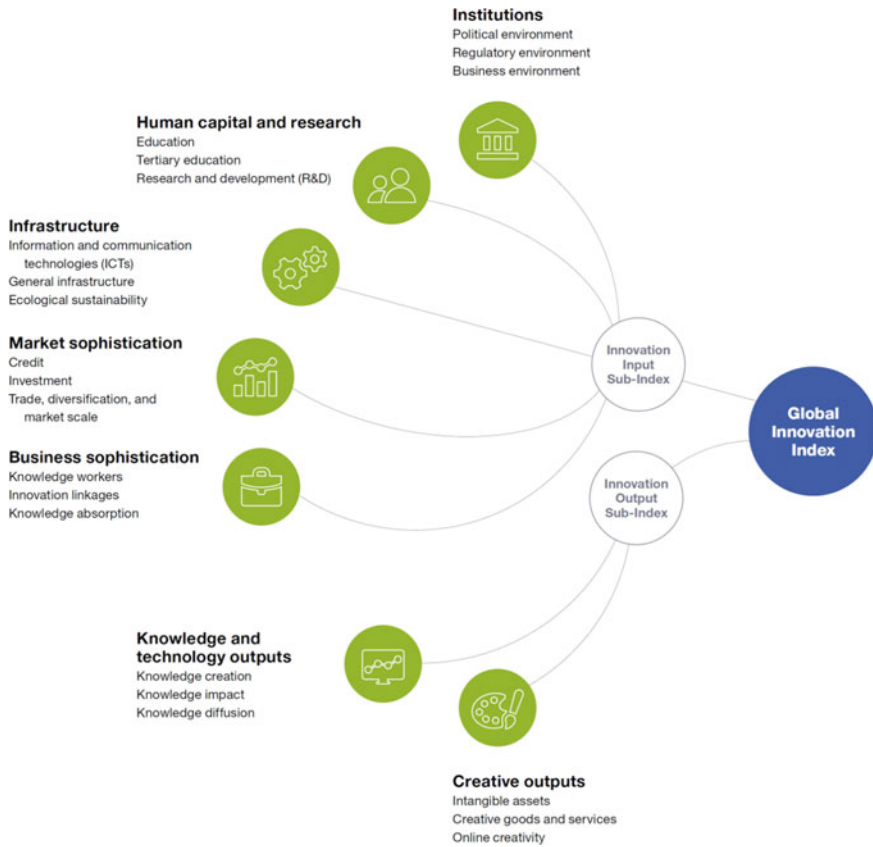 Institutions
Political environment
Regulatory environment
Business environment
Human capital and research
Education
Tertiary education
Research and development (R&D)
Infrastructure
Information and communication
technologies (ICTs)
General infrastructure
Ecological sustainability
Market sophistication
Credit
Investment
Trade, diversification, and
market scale
Business sophistication
Knowledge workers
Innovation linkages
Knowledge absorption
Innovation
Input
Sub-Index
Global
Innovation
Index
Innovation
Output
Sub-Index
Knowledge and
technology outputs
Knowledge creation
Knowledge impact
Knowledge diffusion
Creative outputs
Intangible assets
Creative goods and services
Online creativity